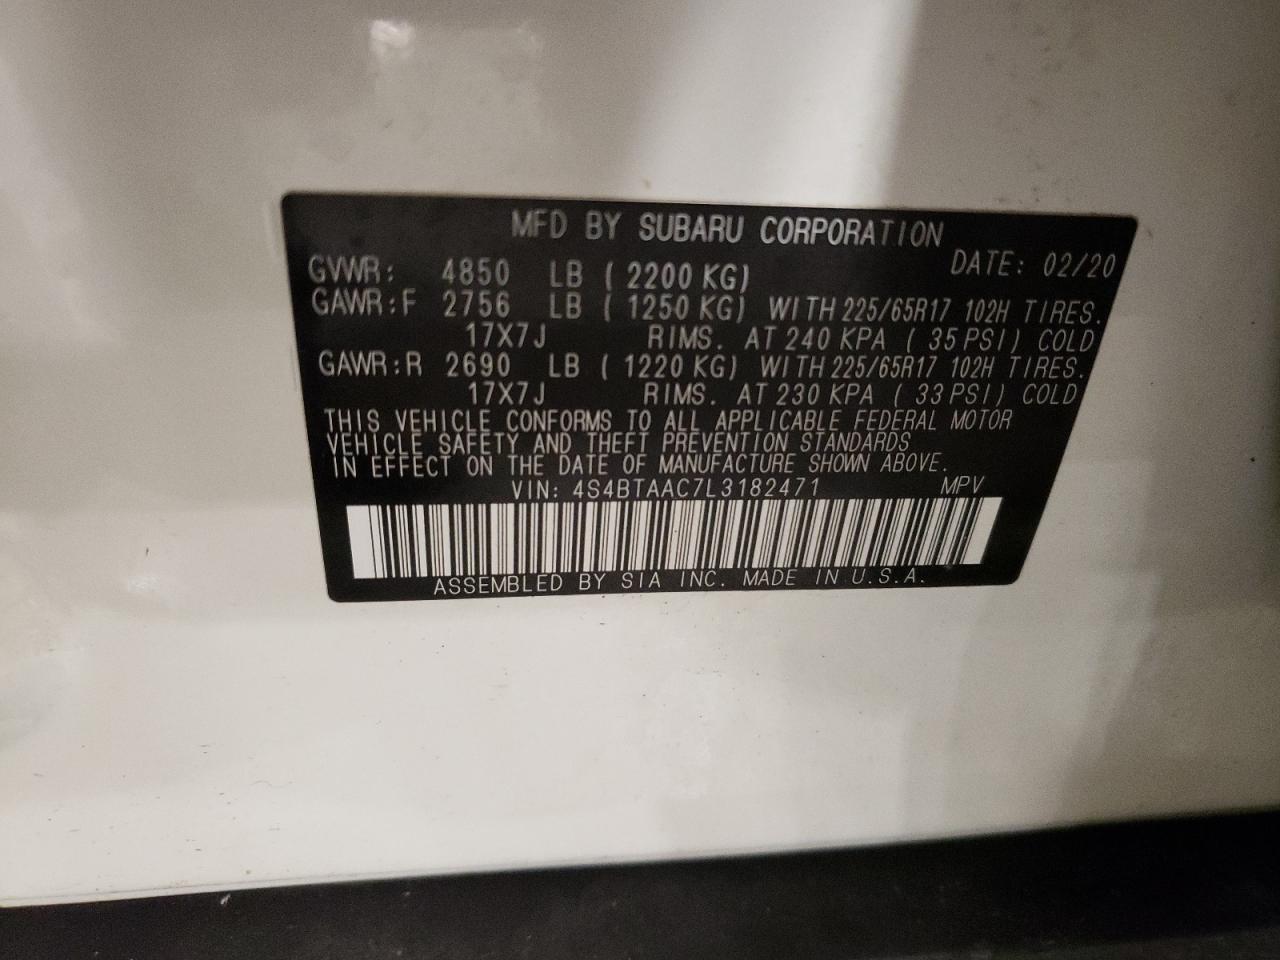 MFD BY SUBARU CORPORATION
GVWR: 4850 LB ( 2200 KG) DATE: 02/20
GAWR:F 2756 LB ( 1250 KG) WITH 225/65R17 102H TIRES.
17X7J RIMS. AT 240 KPA ( 35 PSI) COLD
GAWR:R 2690 LB ( 1220 KG) WITH 225/65R17 102H TIRES.
17X7J RIMS. AT 230 KPA ( 33 PSI) COLD
THIS VEHICLE CONFORMS TO ALL APPLICABLE FEDERAL MOTOR
VEHICLE SAFETY AND THEFT PREVENTION STANDARDS
IN EFFECT ON THE DATE OF MANUFACTURE SHOWN ABOVE.
VIN: 4S4BTAAC7L3182471 MPV
ASSEMBLED BY SIA INC. MADE IN U.S.A.